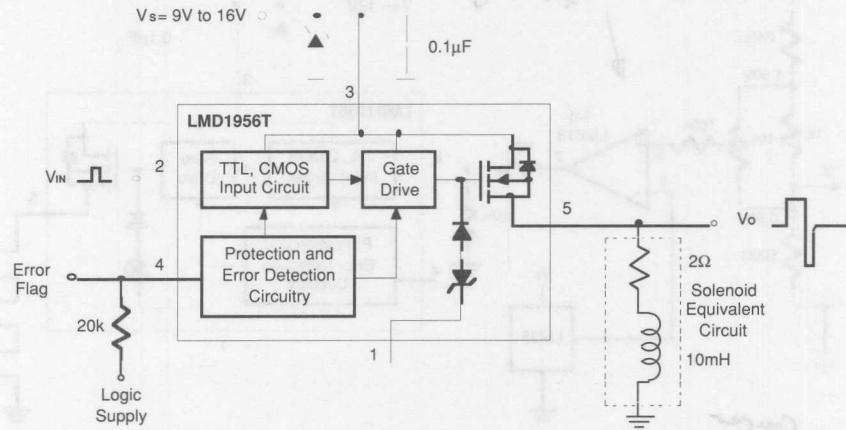 Vs = 9V to 16V
0.1µF
3
LMD1956T
VIN
2
TTL, CMOS
Input Circuit
Gate
Drive
5
Vo
Protection and
Error Detection
Circuitry
4
Error
Flag
2Ω
Solenoid
Equivalent
Circuit
20k
1
10mH
Logic
Supply